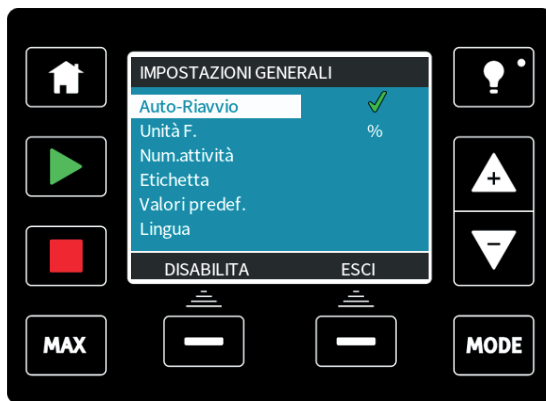 IMPOSTAZIONI GENERALI
Auto-Riavvio
Unità F. %
Num.attività
Etichetta
Valori predef.
Lingua
DISABILITA ESCI
MAX
MODE